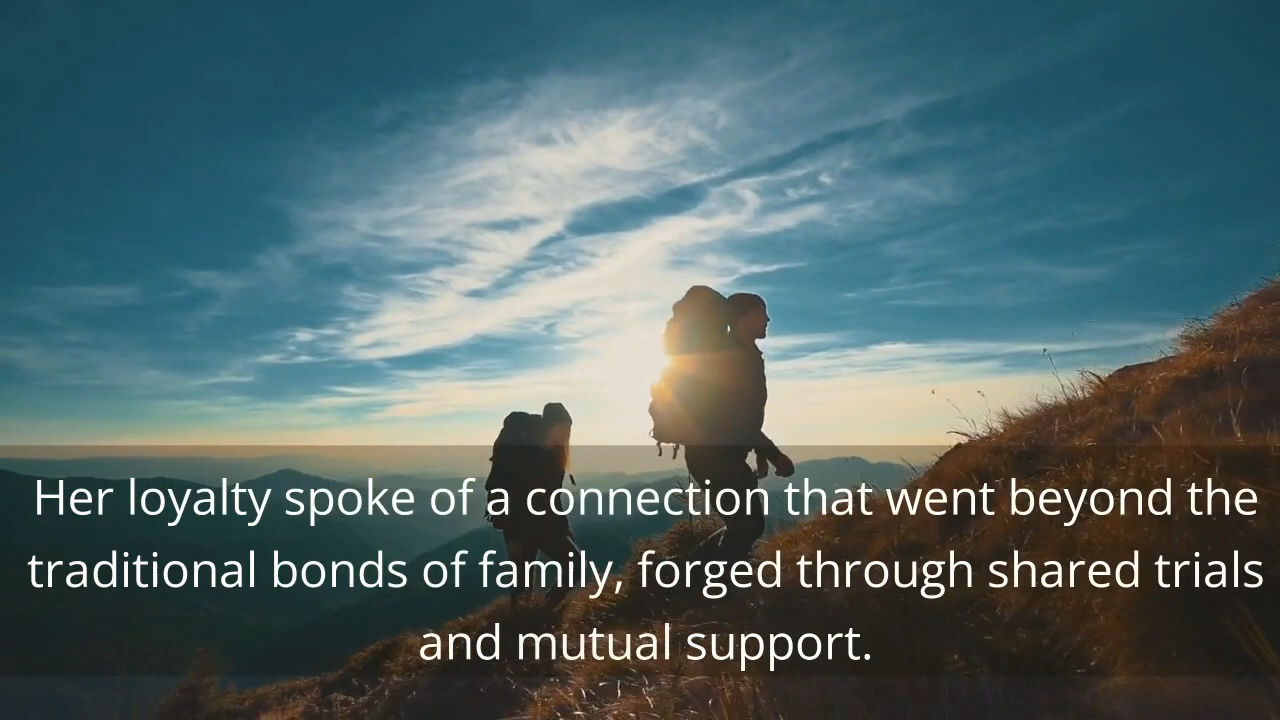 Her loyalty spoke of a connection that went beyond the
traditional bonds of family, forged through shared trials
and mutual support.